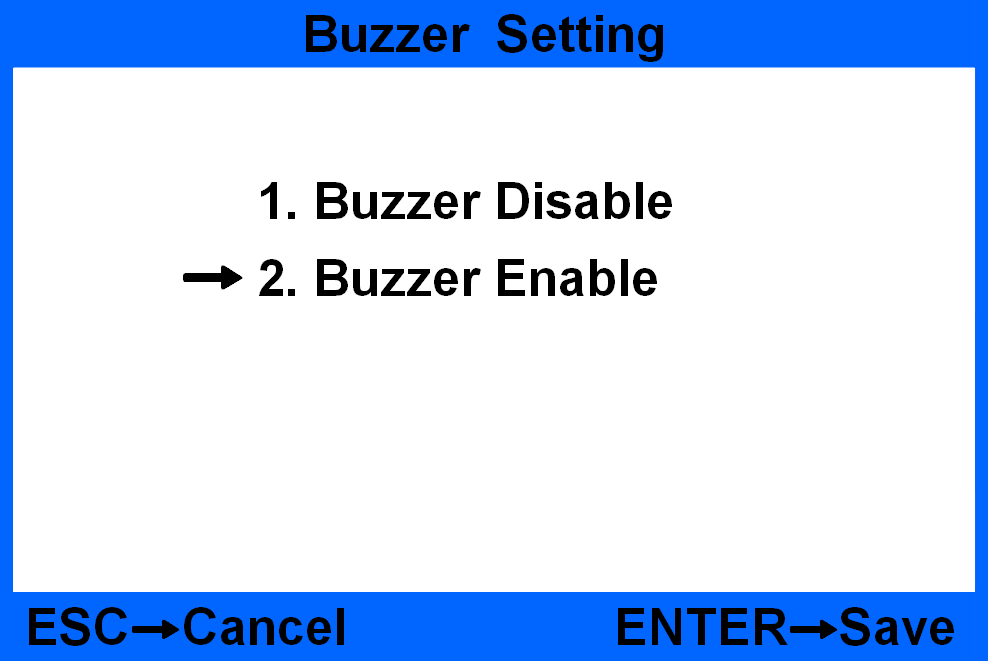 Buzzer Setting
1. Buzzer Disable
→ 2. Buzzer Enable
ESC→Cancel ENTER→Save